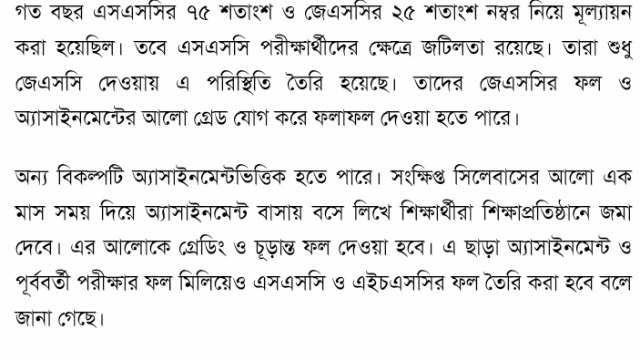 গত বছর এসএসসির ৭৫ শতাংশ ও জেএসসির ২৫ শতাংশ নম্বর নিয়ে মূল্যায়ন
করা হয়েছিল। তবে এসএসসি পরীক্ষার্থীদের ক্ষেত্রে জটিলতা রয়েছে। তারা শুধু
জেএসসি দেওয়ায় এ পরিস্থিতি তৈরি হয়েছে। তাদের জেএসসির ফল ও
অ্যাসাইনমেন্টের আলো গ্রেড যোগ করে ফলাফল দেওয়া হতে পারে।
অন্য বিকল্পটি অ্যাসাইনমেন্টভিত্তিক হতে পারে। সংক্ষিপ্ত সিলেবাসের আলো এক
মাস সময় দিয়ে অ্যাসাইনমেন্ট বাসায় বসে লিখে শিক্ষার্থীরা শিক্ষাপ্রতিষ্ঠানে জমা
দেবে। এর আলোকে গ্রেডিং ও চূড়ান্ত ফল দেওয়া হবে। এ ছাড়া অ্যাসাইনমেন্ট ও
পূর্ববর্তী পরীক্ষার ফল মিলিয়েও এসএসসি ও এইচএসসির ফল তৈরি করা হবে বলে
জানা গেছে।